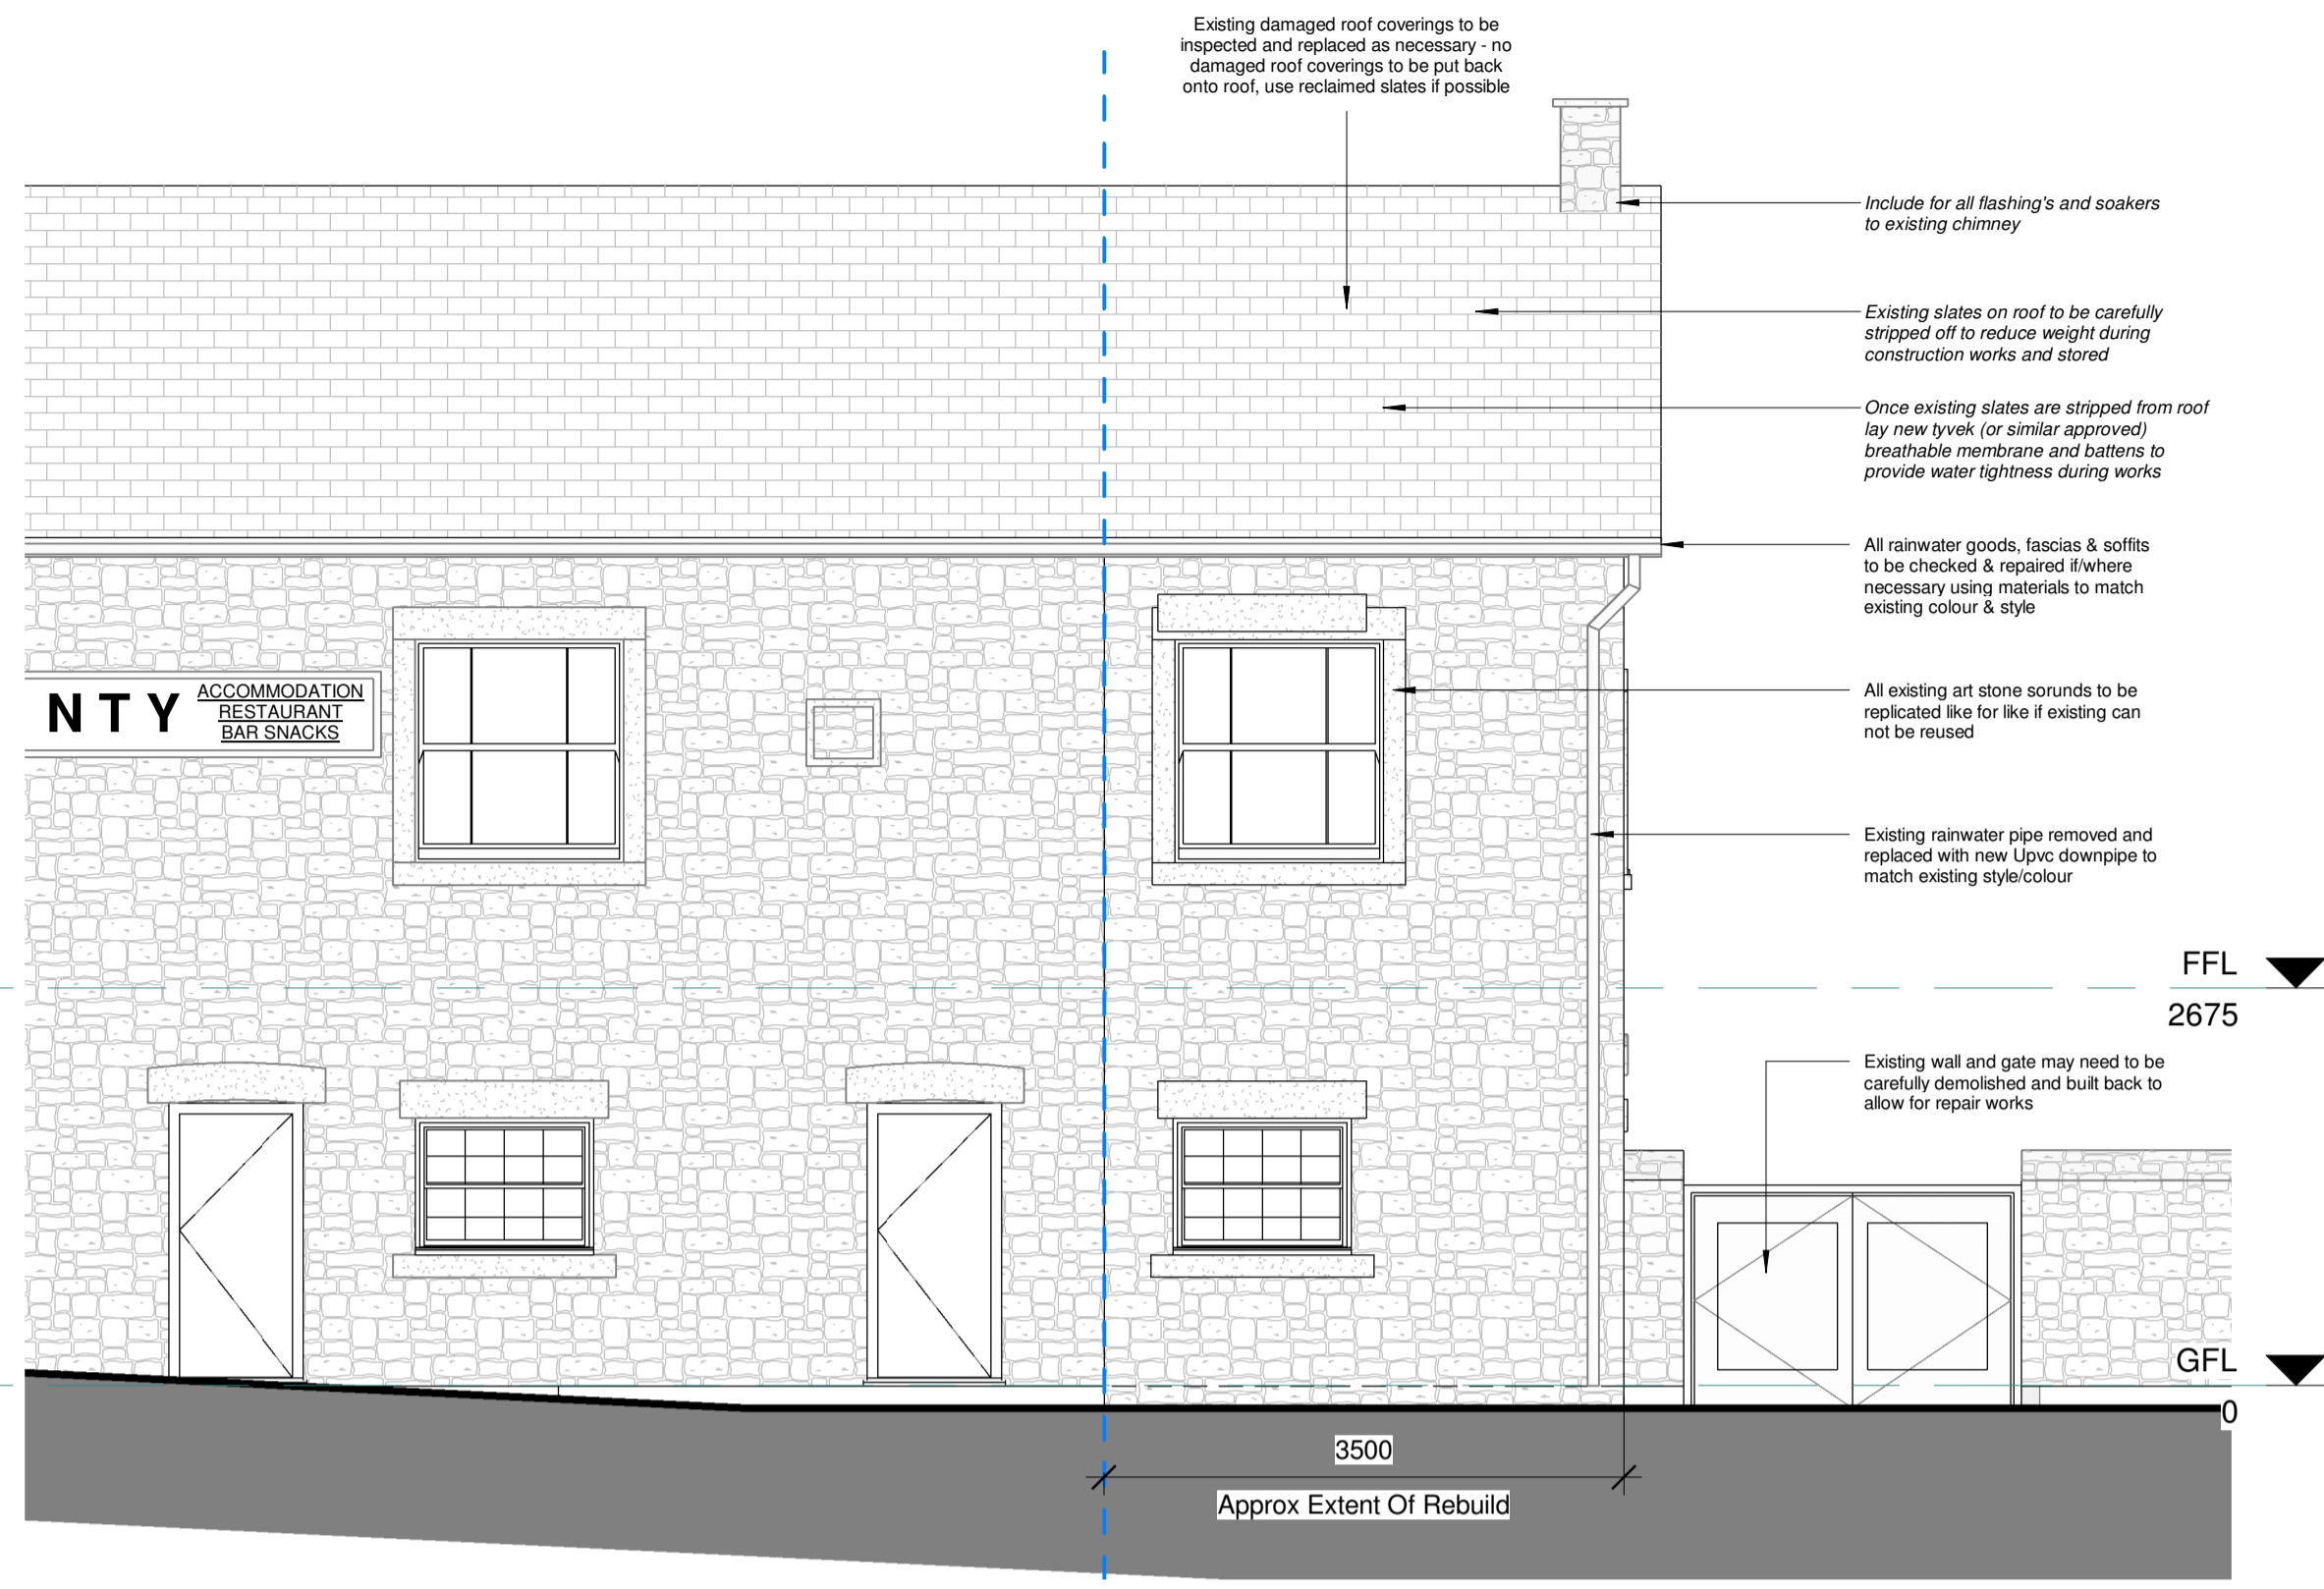 Existing damaged roof coverings to be
inspected and replaced as necessary - no
damaged roof coverings to be put back
onto roof, use reclaimed slates if possible
Include for all flashing's and soakers
to existing chimney
Existing slates on roof to be carefully
stripped off to reduce weight during
construction works and stored
Once existing slates are stripped from roof
lay new tyvek (or similar approved)
breathable membrane and battens to
provide water tightness during works
All rainwater goods, fascias & soffits
to be checked & repaired if/where
necessary using materials to match
existing colour & style
NTY
ACCOMMODATION
RESTAURANT
BAR SNACKS
All existing art stone sorunds to be
replicated like for like if existing can
not be reused
Existing rainwater pipe removed and
replaced with new Upvc downpipe to
match existing style/colour
FFL
2675
Existing wall and gate may need to be
carefully demolished and built back to
allow for repair works
GFL
0
3500
Approx Extent Of Rebuild